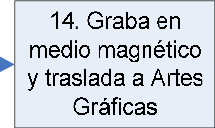 14. Graba en
medio magnético
y traslada a Artes
Gráficas